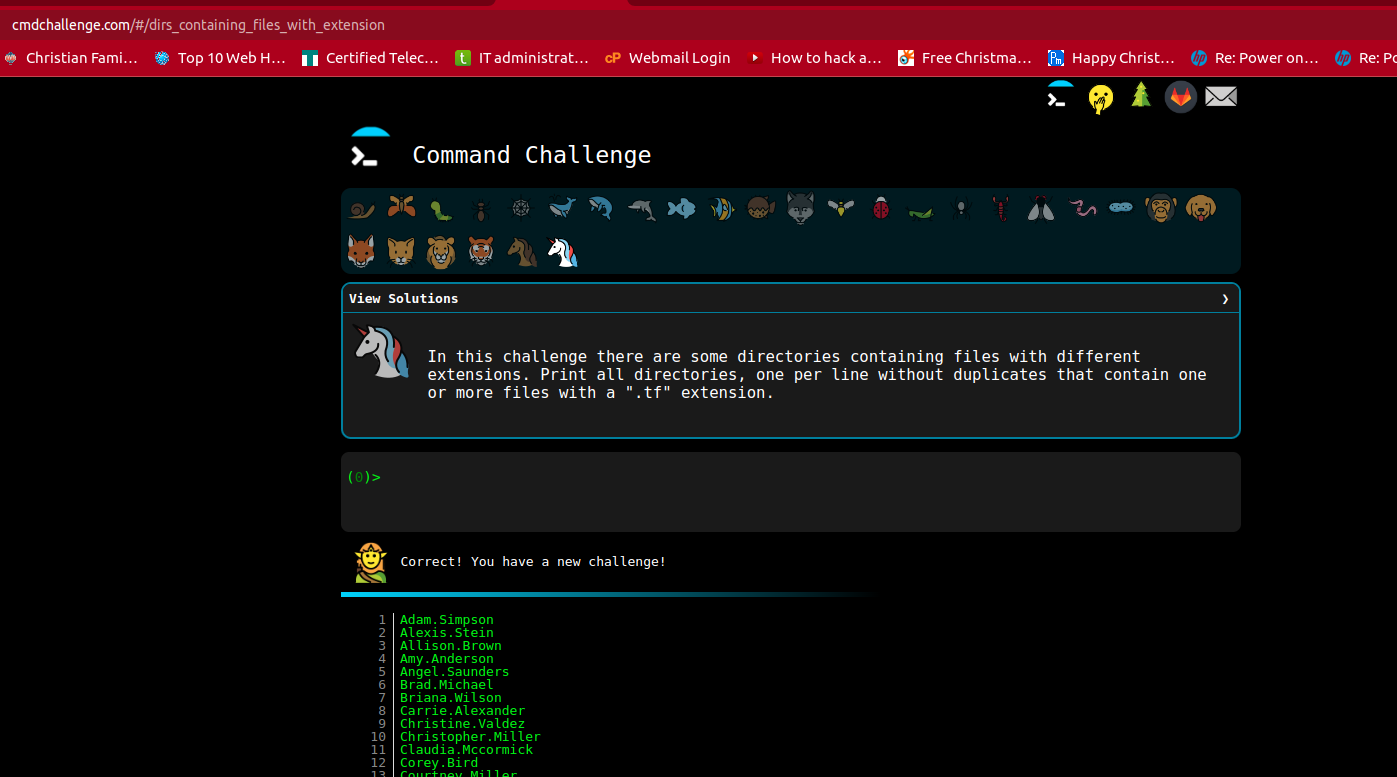 cmdchallenge.com/#/dirs_containing_files_with_extension
Christian Fami… Top 10 Web H… Certified Telec… IT administrat… cP Webmail Login How to hack a… Free Christma… Happy Christ… Re: Power on… Re: Po
Command Challenge
View Solutions
In this challenge there are some directories containing files with different
extensions. Print all directories, one per line without duplicates that contain one
or more files with a ".tf" extension.
(0)>
Correct! You have a new challenge!
1 Adam.Simpson
2 Alexis.Stein
3 Allison.Brown
4 Amy.Anderson
5 Angel.Saunders
6 Brad.Michael
7 Briana.Wilson
8 Carrie.Alexander
9 Christine.Valdez
10 Christopher.Miller
11 Claudia.Mccormick
12 Corey.Bird
13 Courtney.Miller